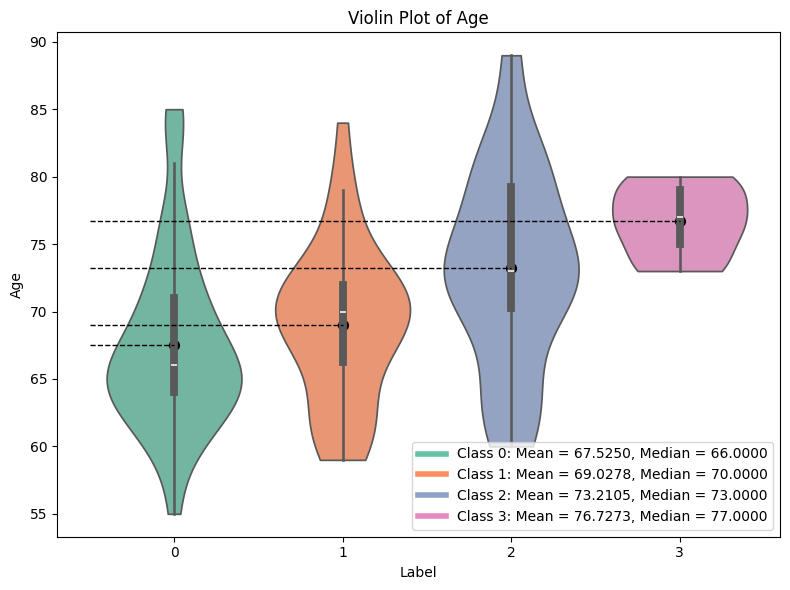 Violin Plot of Age
Age
90
85
80
75
70
65
60
55
Class 0: Mean = 67.5250, Median = 66.0000
Class 1: Mean = 69.0278, Median = 70.0000
Class 2: Mean = 73.2105, Median = 73.0000
Class 3: Mean = 76.7273, Median = 77.0000
0 1 2 3
Label